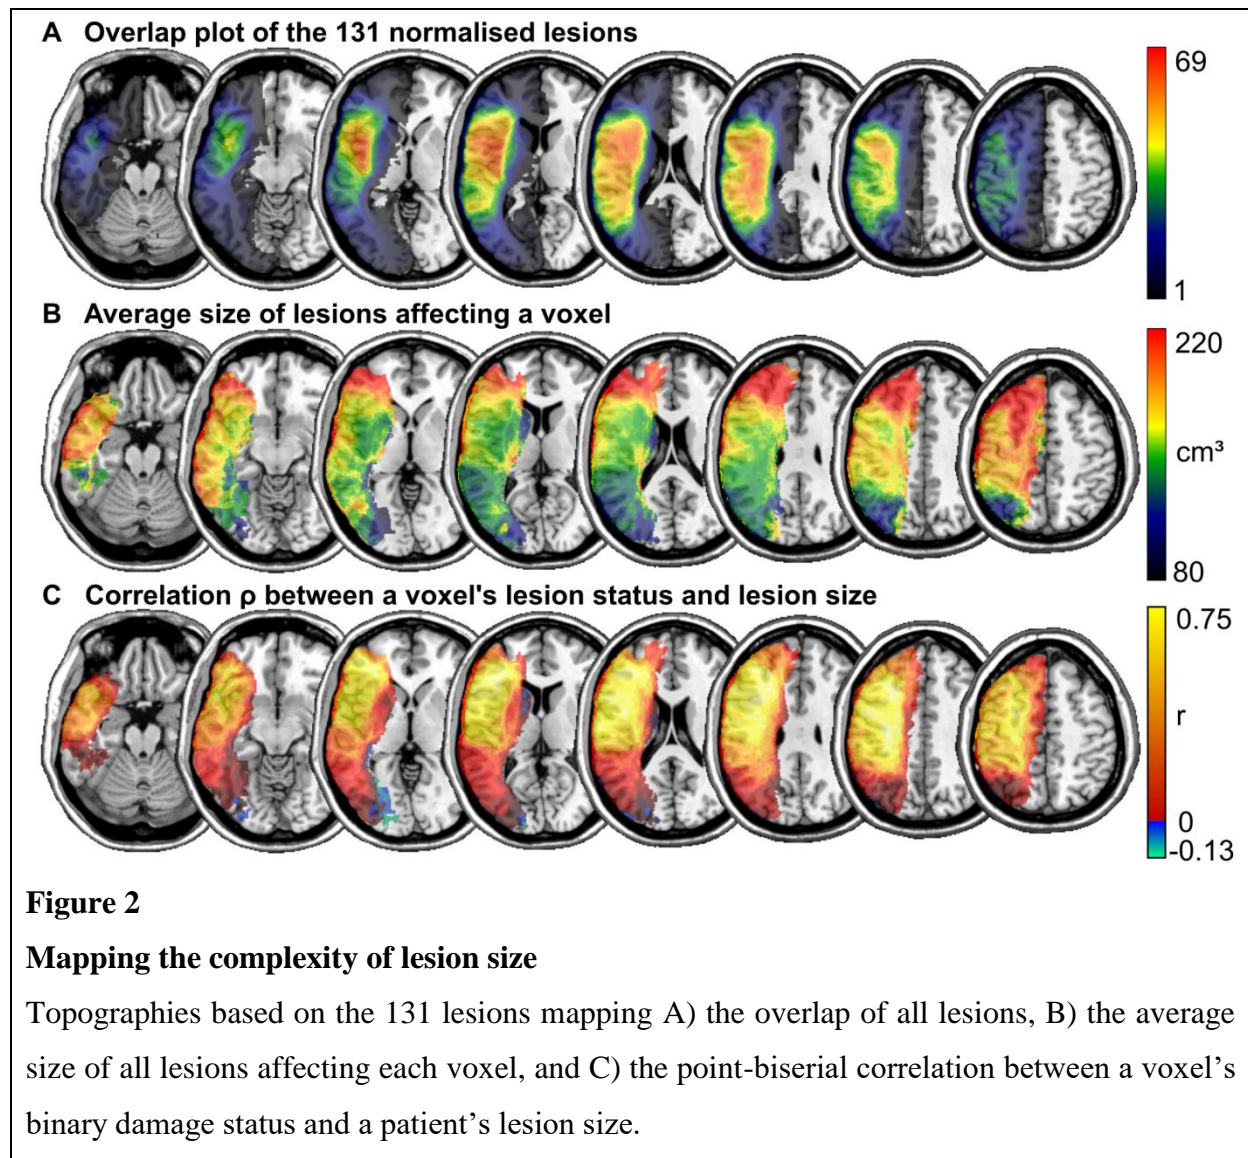 A Overlap plot of the 131 normalised lesions
69
1
B Average size of lesions affecting a voxel
220
cm³
80
C Correlation ρ between a voxel's lesion status and lesion size
0.75
r
0
-0.13
Figure 2
Mapping the complexity of lesion size
Topographies based on the 131 lesions mapping A) the overlap of all lesions, B) the average
size of all lesions affecting each voxel, and C) the point-biserial correlation between a voxel’s
binary damage status and a patient’s lesion size.